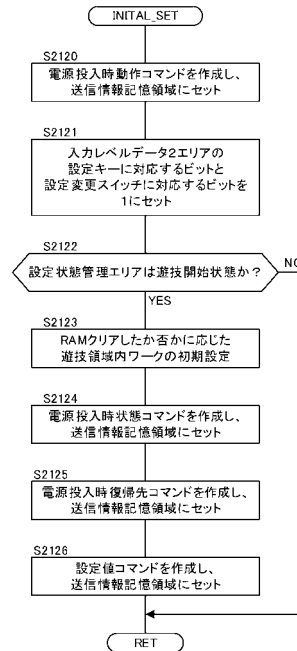 INITAL_SET
S2120
電源投入時動作コマンドを作成し、
送信情報記憶領域にセット
S2121
入力レベルデータ2エリアの
設定キーに対応するビットと
設定変更スイッチに対応するビットを
1にセット
S2122
設定状態管理エリアは遊技開始状態か？
NO
YES
S2123
RAMクリアしたか否かに応じた
遊技領域内ワークの初期設定
S2124
電源投入時状態コマンドを作成し、
送信情報記憶領域にセット
S2125
電源投入時復帰先コマンドを作成し、
送信情報記憶領域にセット
S2126
設定値コマンドを作成し、
送信情報記憶領域にセット
RET